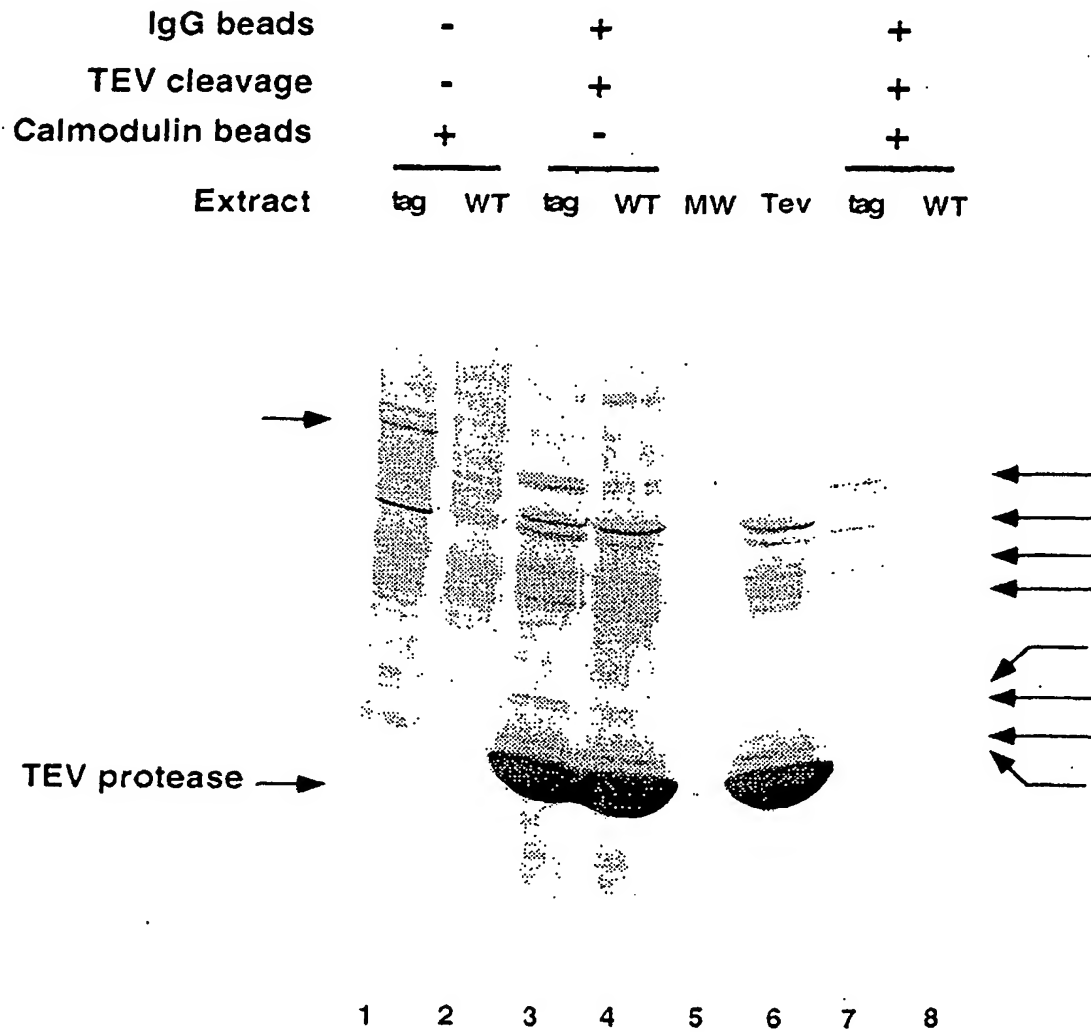 IgG beads - + +
TEV cleavage - + +
Calmodulin beads + - +
Extract tag WT tag WT MW Tev tag WT
TEV protease
1 2 3 4 5 6 7 8